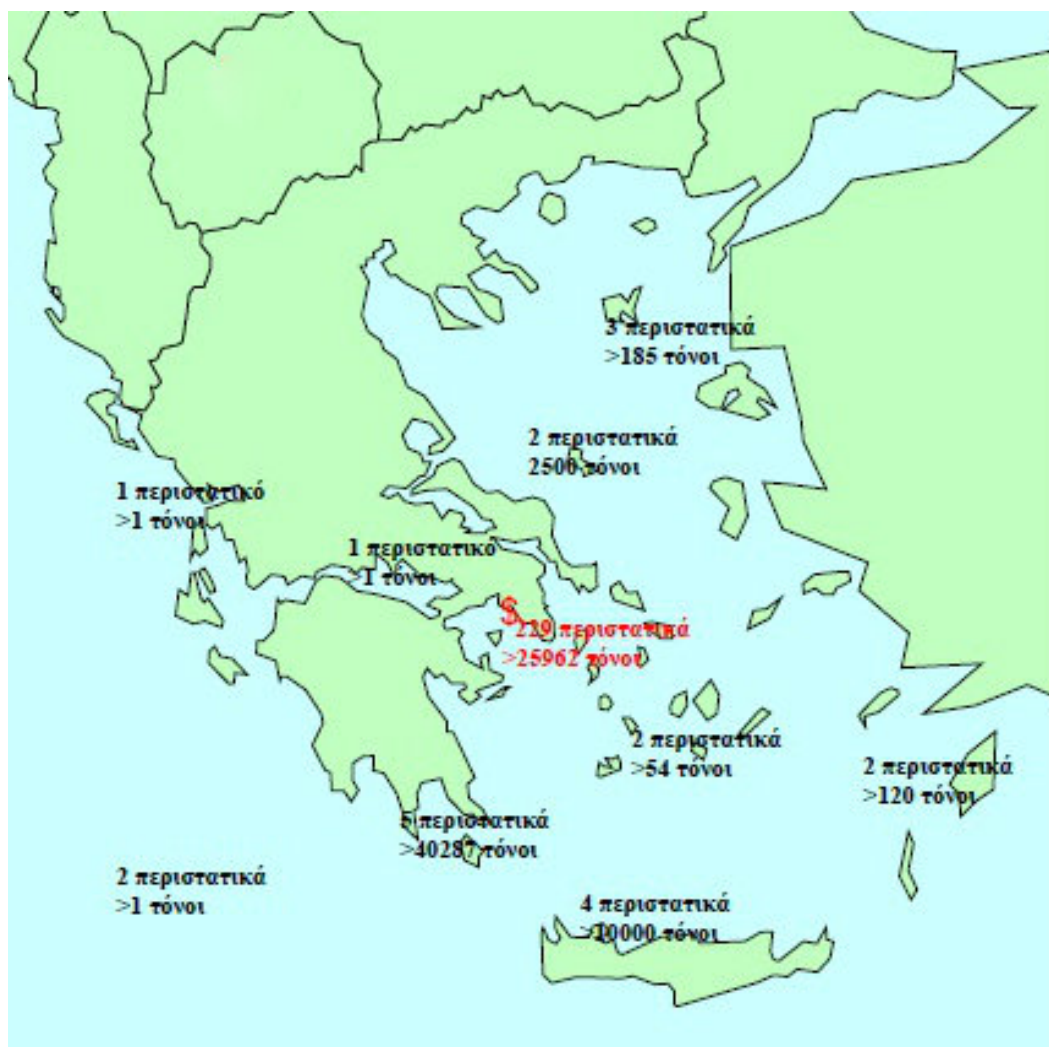 3 περιστατικά
>185 τόνοι
2 περιστατικά
2500 τόνοι
1 περιστατικό
>1 τόνοι
1 περιστατικό
>1 τόνοι
$
229 περιστατικά
>25962 τόνοι
2 περιστατικά
>54 τόνοι
2 περιστατικά
>120 τόνοι
5 περιστατικά
>40287 τόνοι
2 περιστατικά
>1 τόνοι
4 περιστατικά
>10000 τόνοι